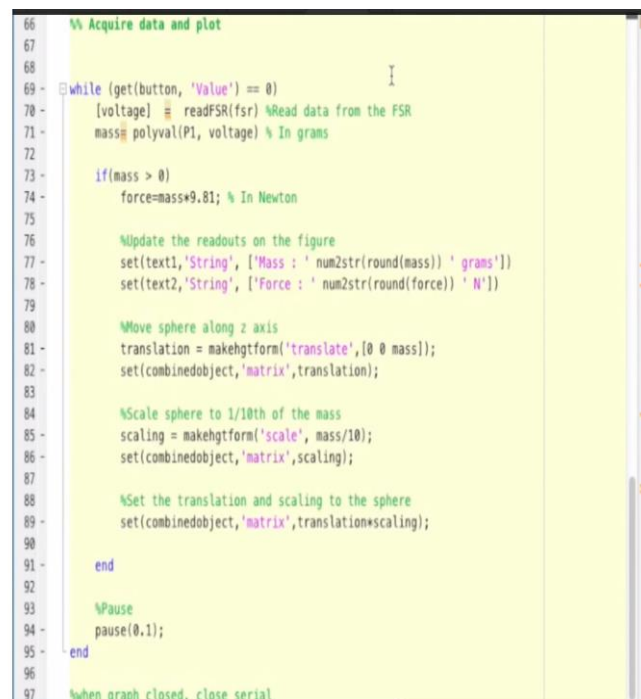 66 %% Acquire data and plot
67
68
69 - while (get(button, 'Value') == 0)
70 - [voltage] = readFSR(fsr) %Read data from the FSR
71 - mass= polyval(P1, voltage) % In grams
72
73 - if(mass > 0)
74 - force=mass*9.81; % In Newton
75
76 %Update the readouts on the figure
77 - set(text1,'String', ['Mass : ' num2str(round(mass)) ' grams'])
78 - set(text2,'String', ['Force : ' num2str(round(force)) ' N'])
79
80 %Move sphere along z axis
81 - translation = makehgtform('translate',[0 0 mass]);
82 - set(combinedobject,'matrix',translation);
83
84 %Scale sphere to 1/10th of the mass
85 - scaling = makehgtform('scale', mass/10);
86 - set(combinedobject,'matrix',scaling);
87
88 %Set the translation and scaling to the sphere
89 - set(combinedobject,'matrix',translation*scaling);
90
91 - end
92
93 %Pause
94 - pause(0.1);
95 - end
96
97 %when graph closed, close serial